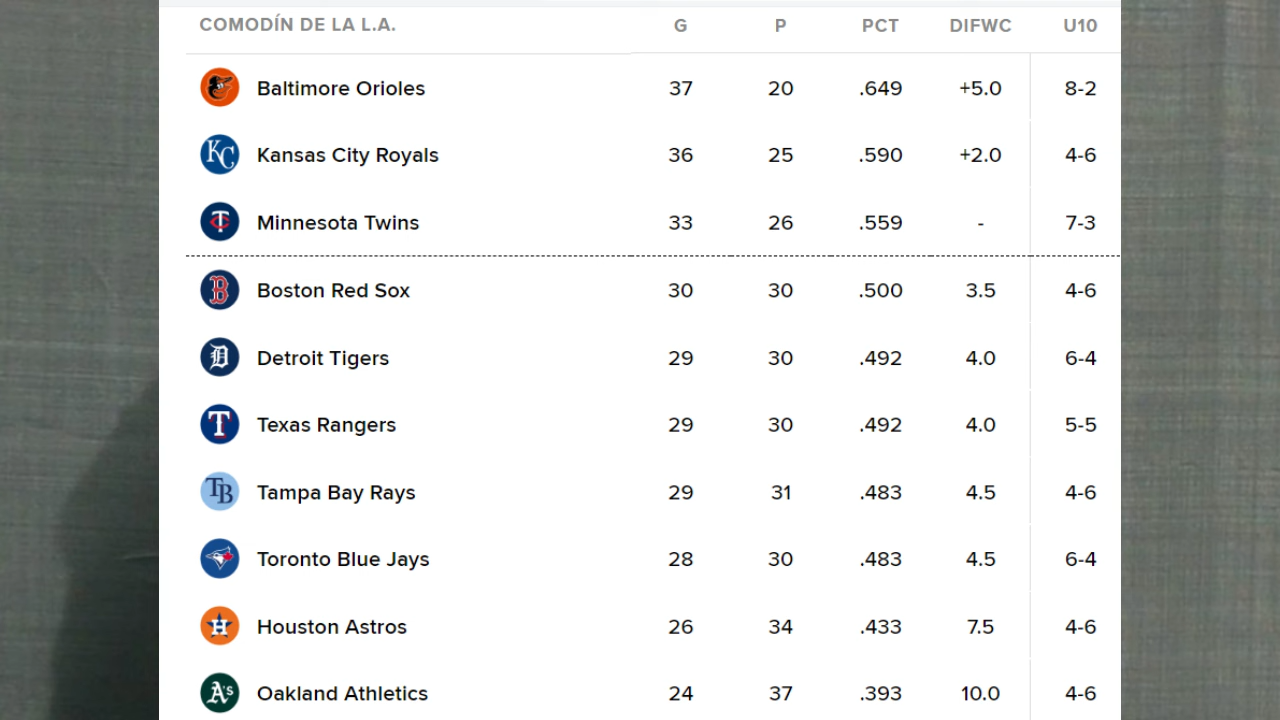 COMODÍN DE LA L.A. G P PCT DIFWC U10
Baltimore Orioles 37 20 .649 +5.0 8-2
KC Kansas City Royals 36 25 .590 +2.0 4-6
T Minnesota Twins 33 26 .559 - 7-3
B Boston Red Sox 30 30 .500 3.5 4-6
D Detroit Tigers 29 30 .492 4.0 6-4
T Texas Rangers 29 30 .492 4.0 5-5
TB Tampa Bay Rays 29 31 .483 4.5 4-6
Toronto Blue Jays 28 30 .483 4.5 6-4
H Houston Astros 26 34 .433 7.5 4-6
A's Oakland Athletics 24 37 .393 10.0 4-6